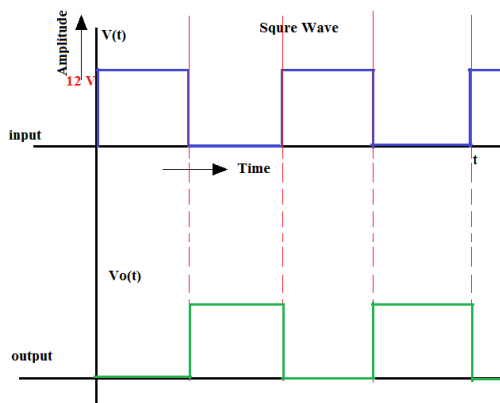 Squre Wave
Amplitude
V(t)
12 V
input
t
Time
Vo(t)
output